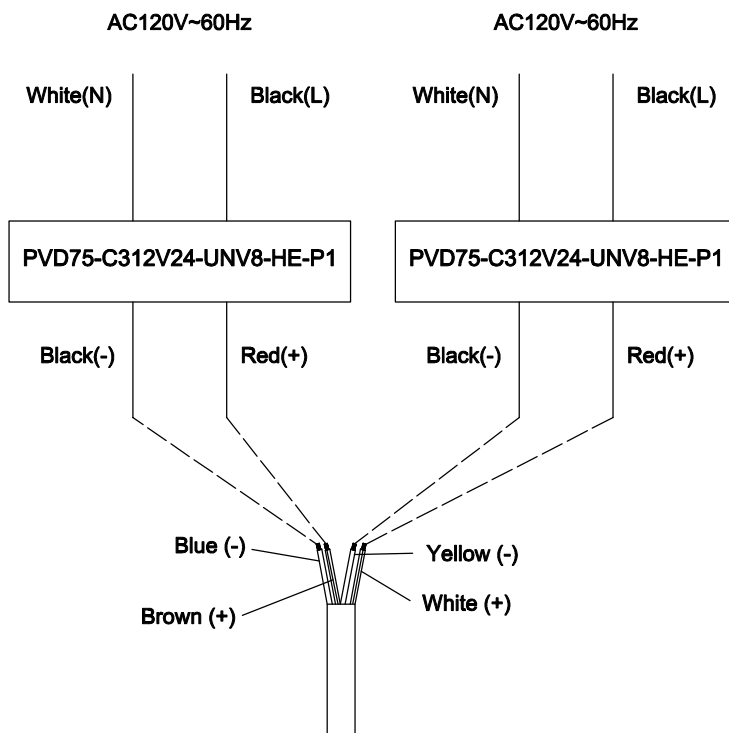 AC120V~60Hz
AC120V~60Hz
White(N)
Black(L)
White(N)
Black(L)
PVD75-C312V24-UNV8-HE-P1
PVD75-C312V24-UNV8-HE-P1
Black(-)
Red(+)
Black(-)
Red(+)
Blue (-)
Yellow (-)
Brown (+)
White (+)